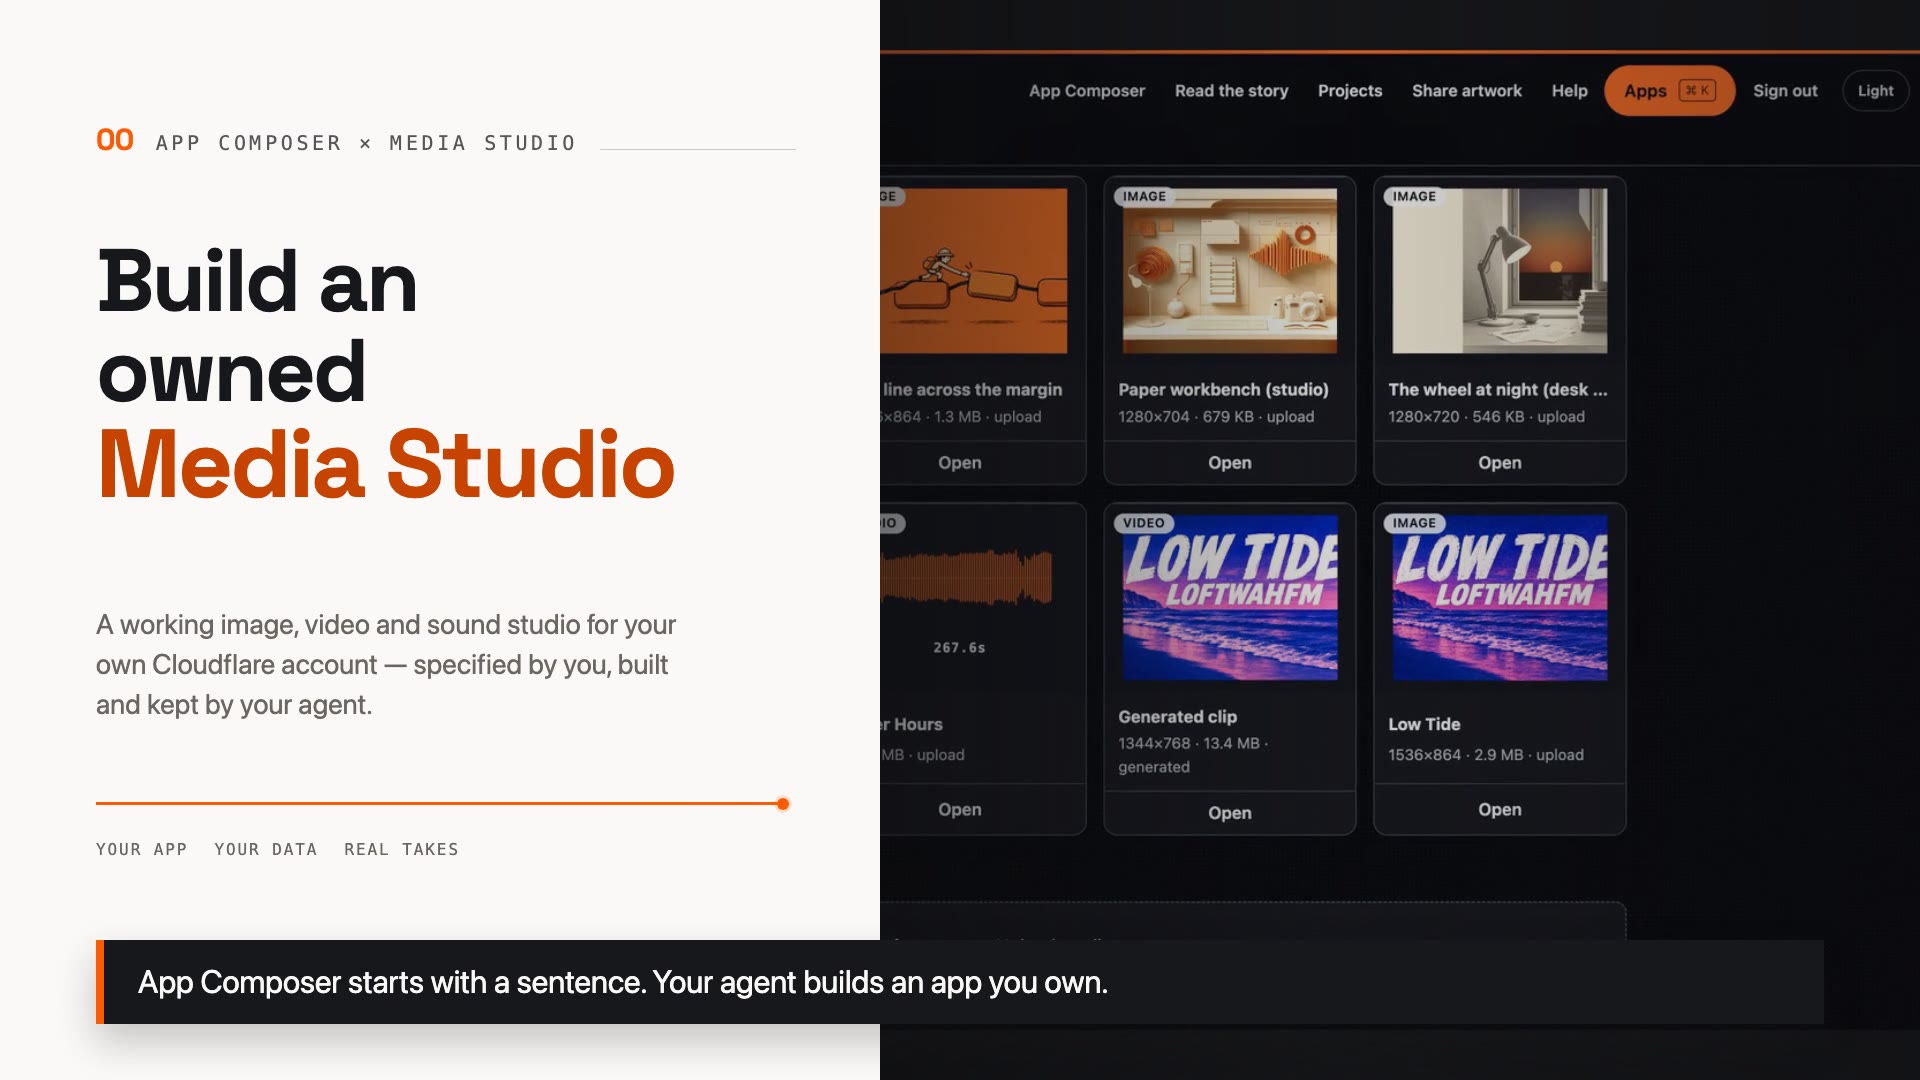 00 APP COMPOSER × MEDIA STUDIO
Build an
owned
Media Studio
A working image, video and sound studio for your
own Cloudflare account — specified by you, built
and kept by your agent.
YOUR APP YOUR DATA REAL TAKES
App Composer Read the story Projects Share artwork Help Apps ⌘ K Sign out Light
IMAGE
IMAGE
line across the margin
×864 · 1.3 MB · upload
Open
Paper workbench (studio)
1280×704 · 679 KB · upload
Open
The wheel at night (desk ...
1280×720 · 546 KB · upload
Open
267.6s
Hours
MB · upload
Open
VIDEO
LOW TIDE
LOFTWAHFM
Generated clip
1344×768 · 13.4 MB ·
generated
Open
IMAGE
LOW TIDE
LOFTWAHFM
Low Tide
1536×864 · 2.9 MB · upload
Open
App Composer starts with a sentence. Your agent builds an app you own.